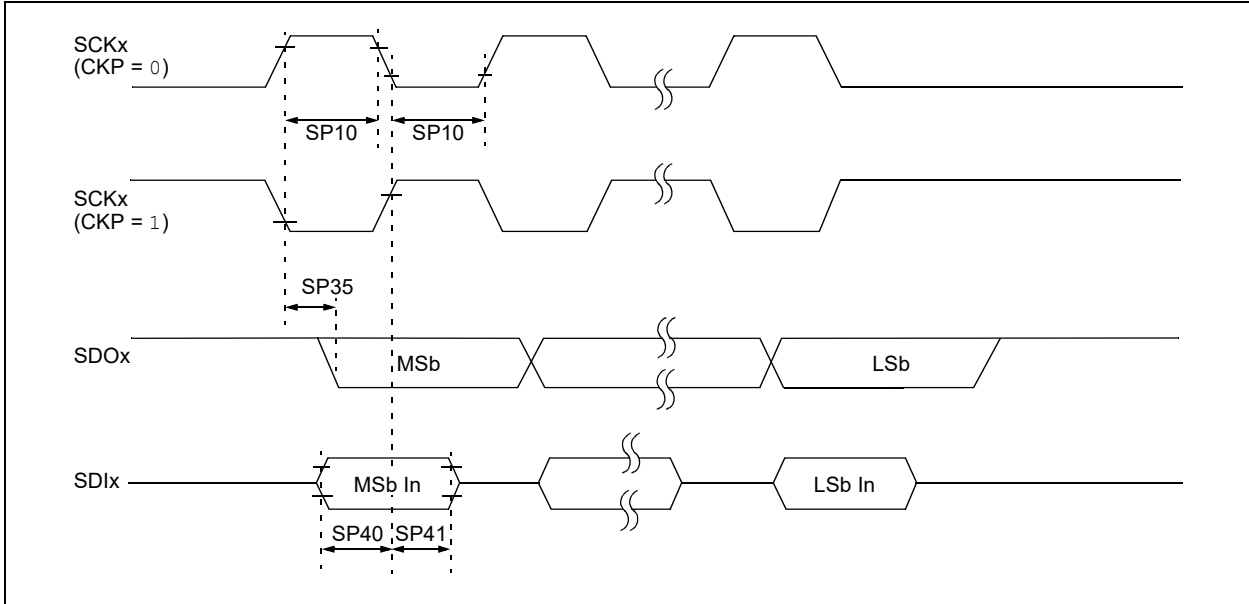 SCKx
(CKP = 0)
SP10
SP10
SCKx
(CKP = 1)
SP35
SDOx
MSb
LSb
SDIx
MSb In
LSb In
SP40
SP41